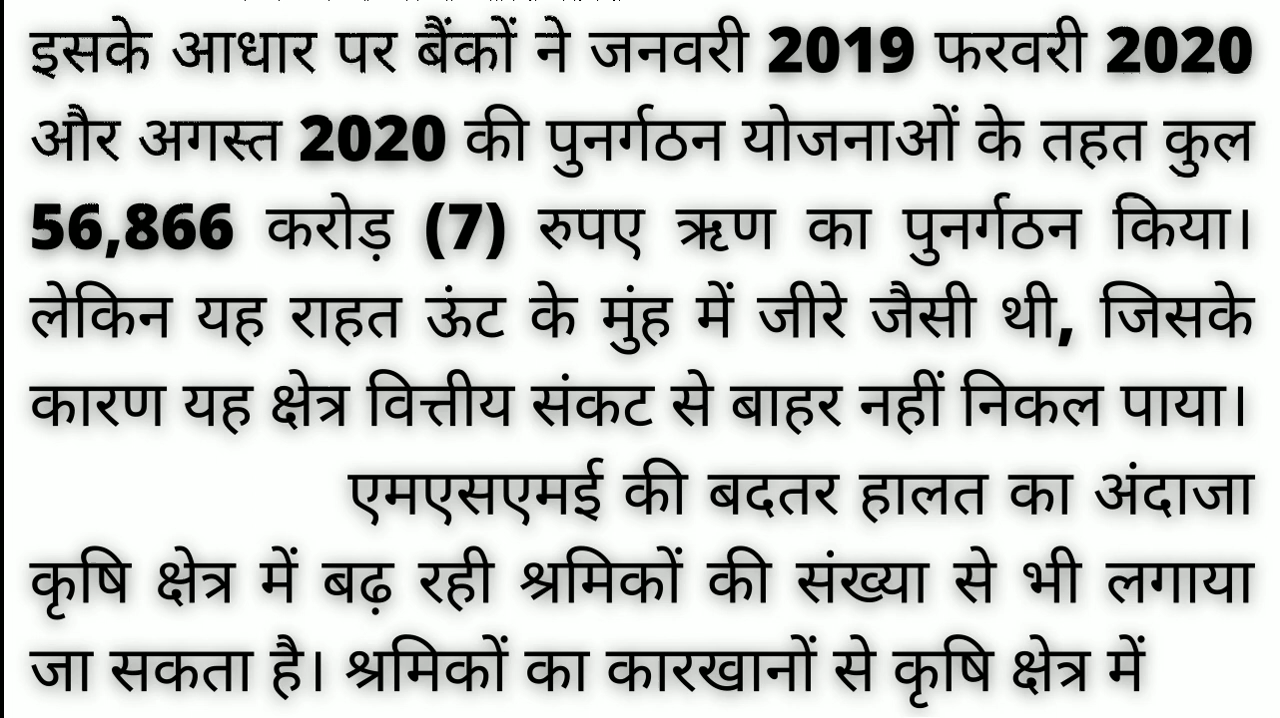 इसके आधार पर बैंकों ने जनवरी 2019 फरवरी 2020
और अगस्त 2020 की पुनर्गठन योजनाओं के तहत कुल
56,866 करोड़ (7) रुपए ऋण का पुनर्गठन किया।
लेकिन यह राहत ऊंट के मुंह में जीरे जैसी थी, जिसके
कारण यह क्षेत्र वित्तीय संकट से बाहर नहीं निकल पाया।
एमएसएमई की बदतर हालत का अंदाजा
कृषि क्षेत्र में बढ़ रही श्रमिकों की संख्या से भी लगाया
जा सकता है। श्रमिकों का कारखानों से कृषि क्षेत्र में